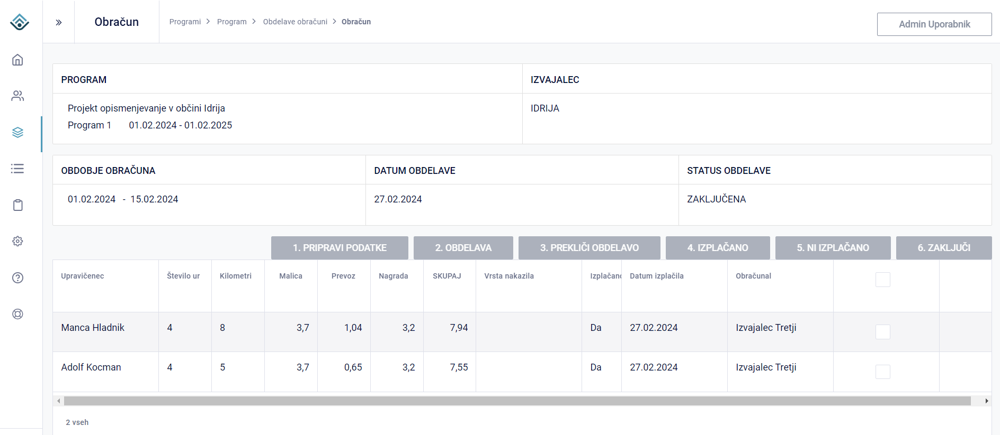 Obračun
Programi > Program > Obdelave obračuni > Obračun
Admin Uporabnik
PROGRAM
IZVAJALEC
Projekt opismenjevanje v občini Idrija
IDRIJA
Program 1 01.02.2024 - 01.02.2025
OBDOBJE OBRAČUNA
DATUM OBDELAVE
STATUS OBDELAVE
01.02.2024 - 15.02.2024
27.02.2024
ZAKLJUČENA
1. PRIPRAVI PODATKE
2. OBDELAVA
3. PREKLIČI OBDELAVO
4. IZPLAČANO
5. NI IZPLAČANO
6. ZAKLJUČI
Upravičenec Število ur Kilometri Malica Prevoz Nagrada SKUPAJ Vrsta nakazila Izplačano Datum izplačila Obračunal
Manca Hladnik 4 8 3,7 1,04 3,2 7,94 Da 27.02.2024 Izvajalec Tretji
Adolf Kocman 4 5 3,7 0,65 3,2 7,55 Da 27.02.2024 Izvajalec Tretji
2 vseh